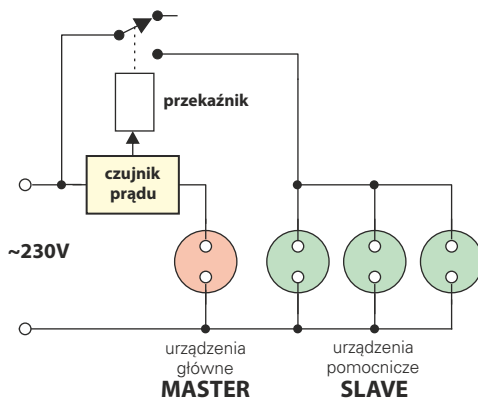 przekaźnik
czujnik
prądu
~230V
urządzenia
główne
MASTER
urządzenia
pomocnicze
SLAVE